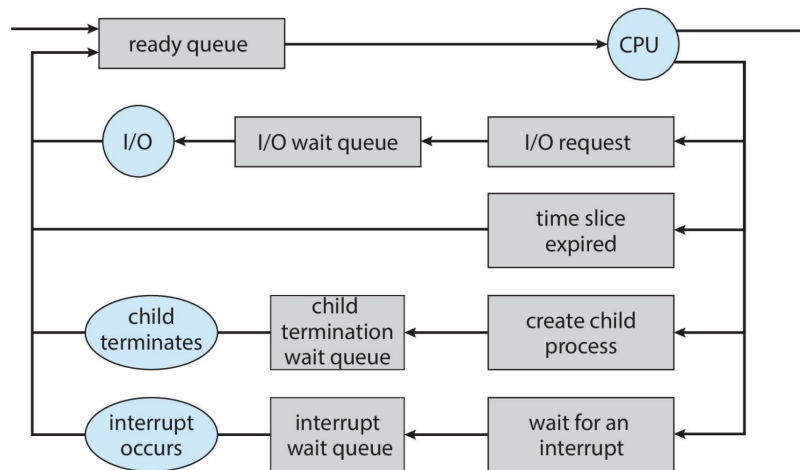 ready queue
CPU
I/O
I/O wait queue
I/O request
time slice
expired
child
terminates
child
termination
wait queue
create child
process
interrupt
occurs
interrupt
wait queue
wait for an
interrupt